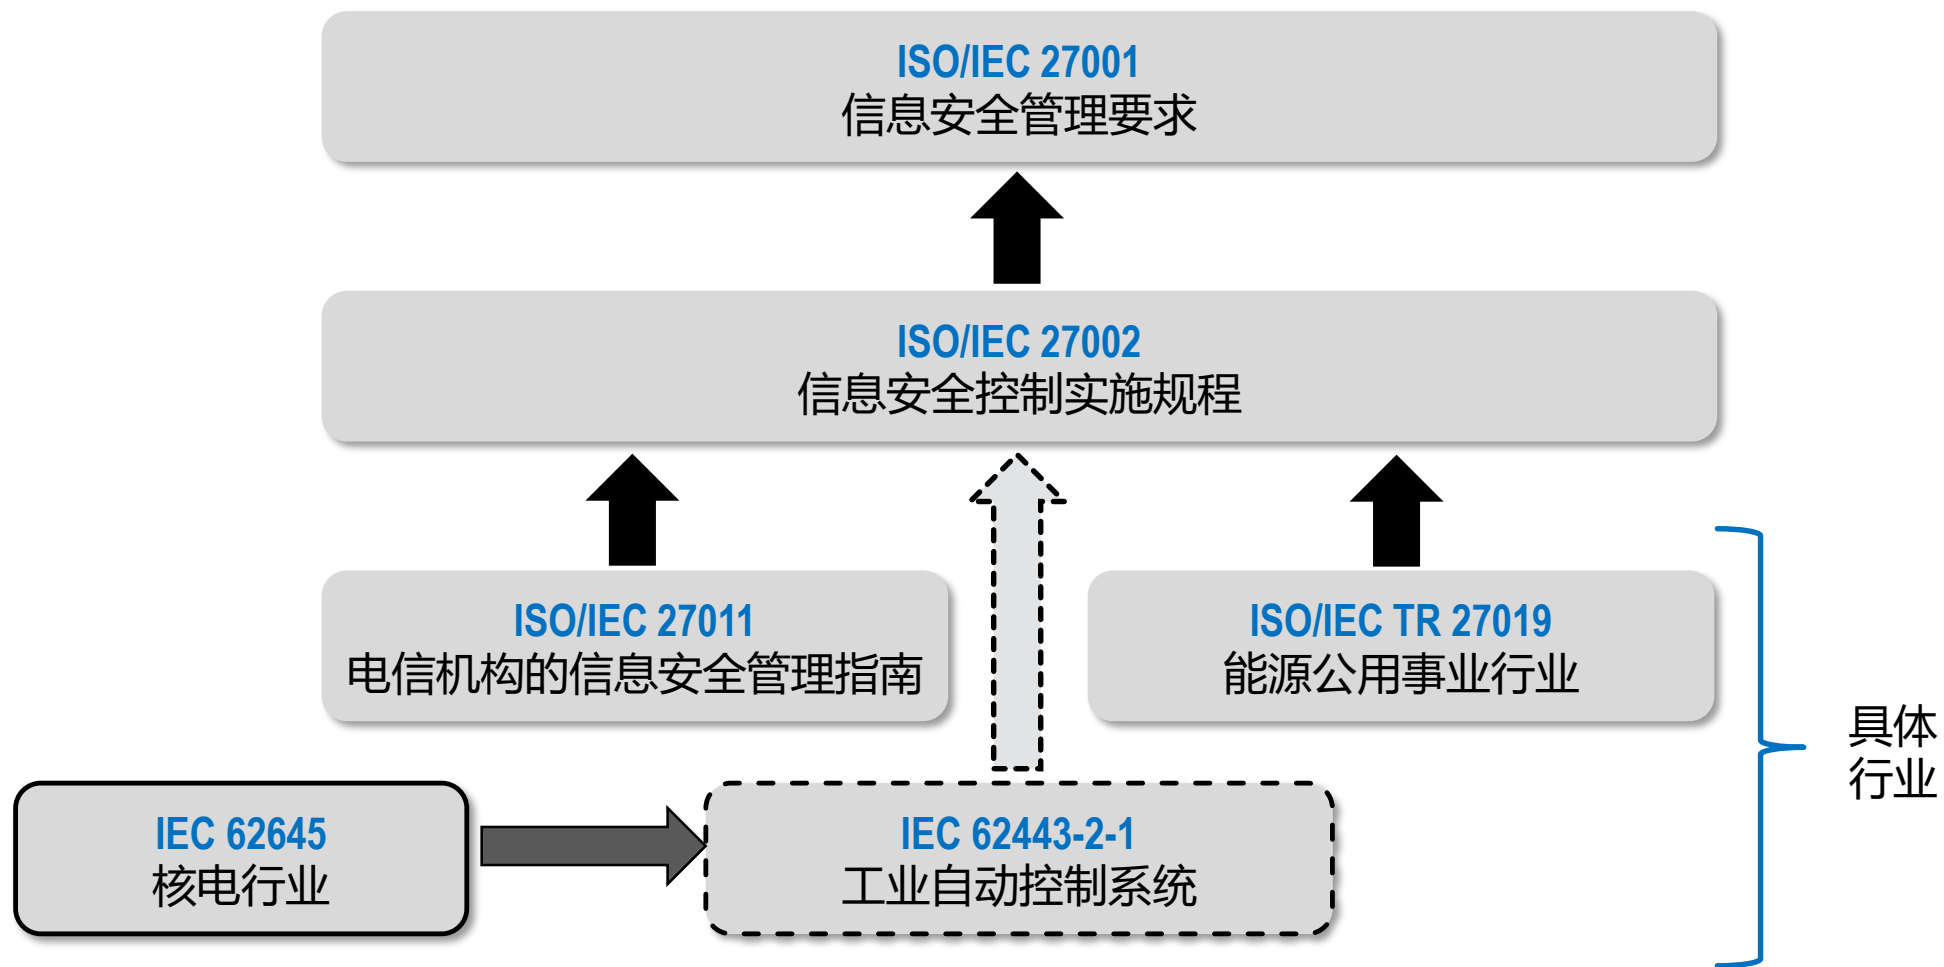 ISO/IEC 27001
信息安全管理要求
ISO/IEC 27002
信息安全控制实施规程
ISO/IEC 27011
电信机构的信息安全管理指南
ISO/IEC TR 27019
能源公用事业行业
具体
行业
IEC 62645
核电行业
IEC 62443-2-1
工业自动控制系统